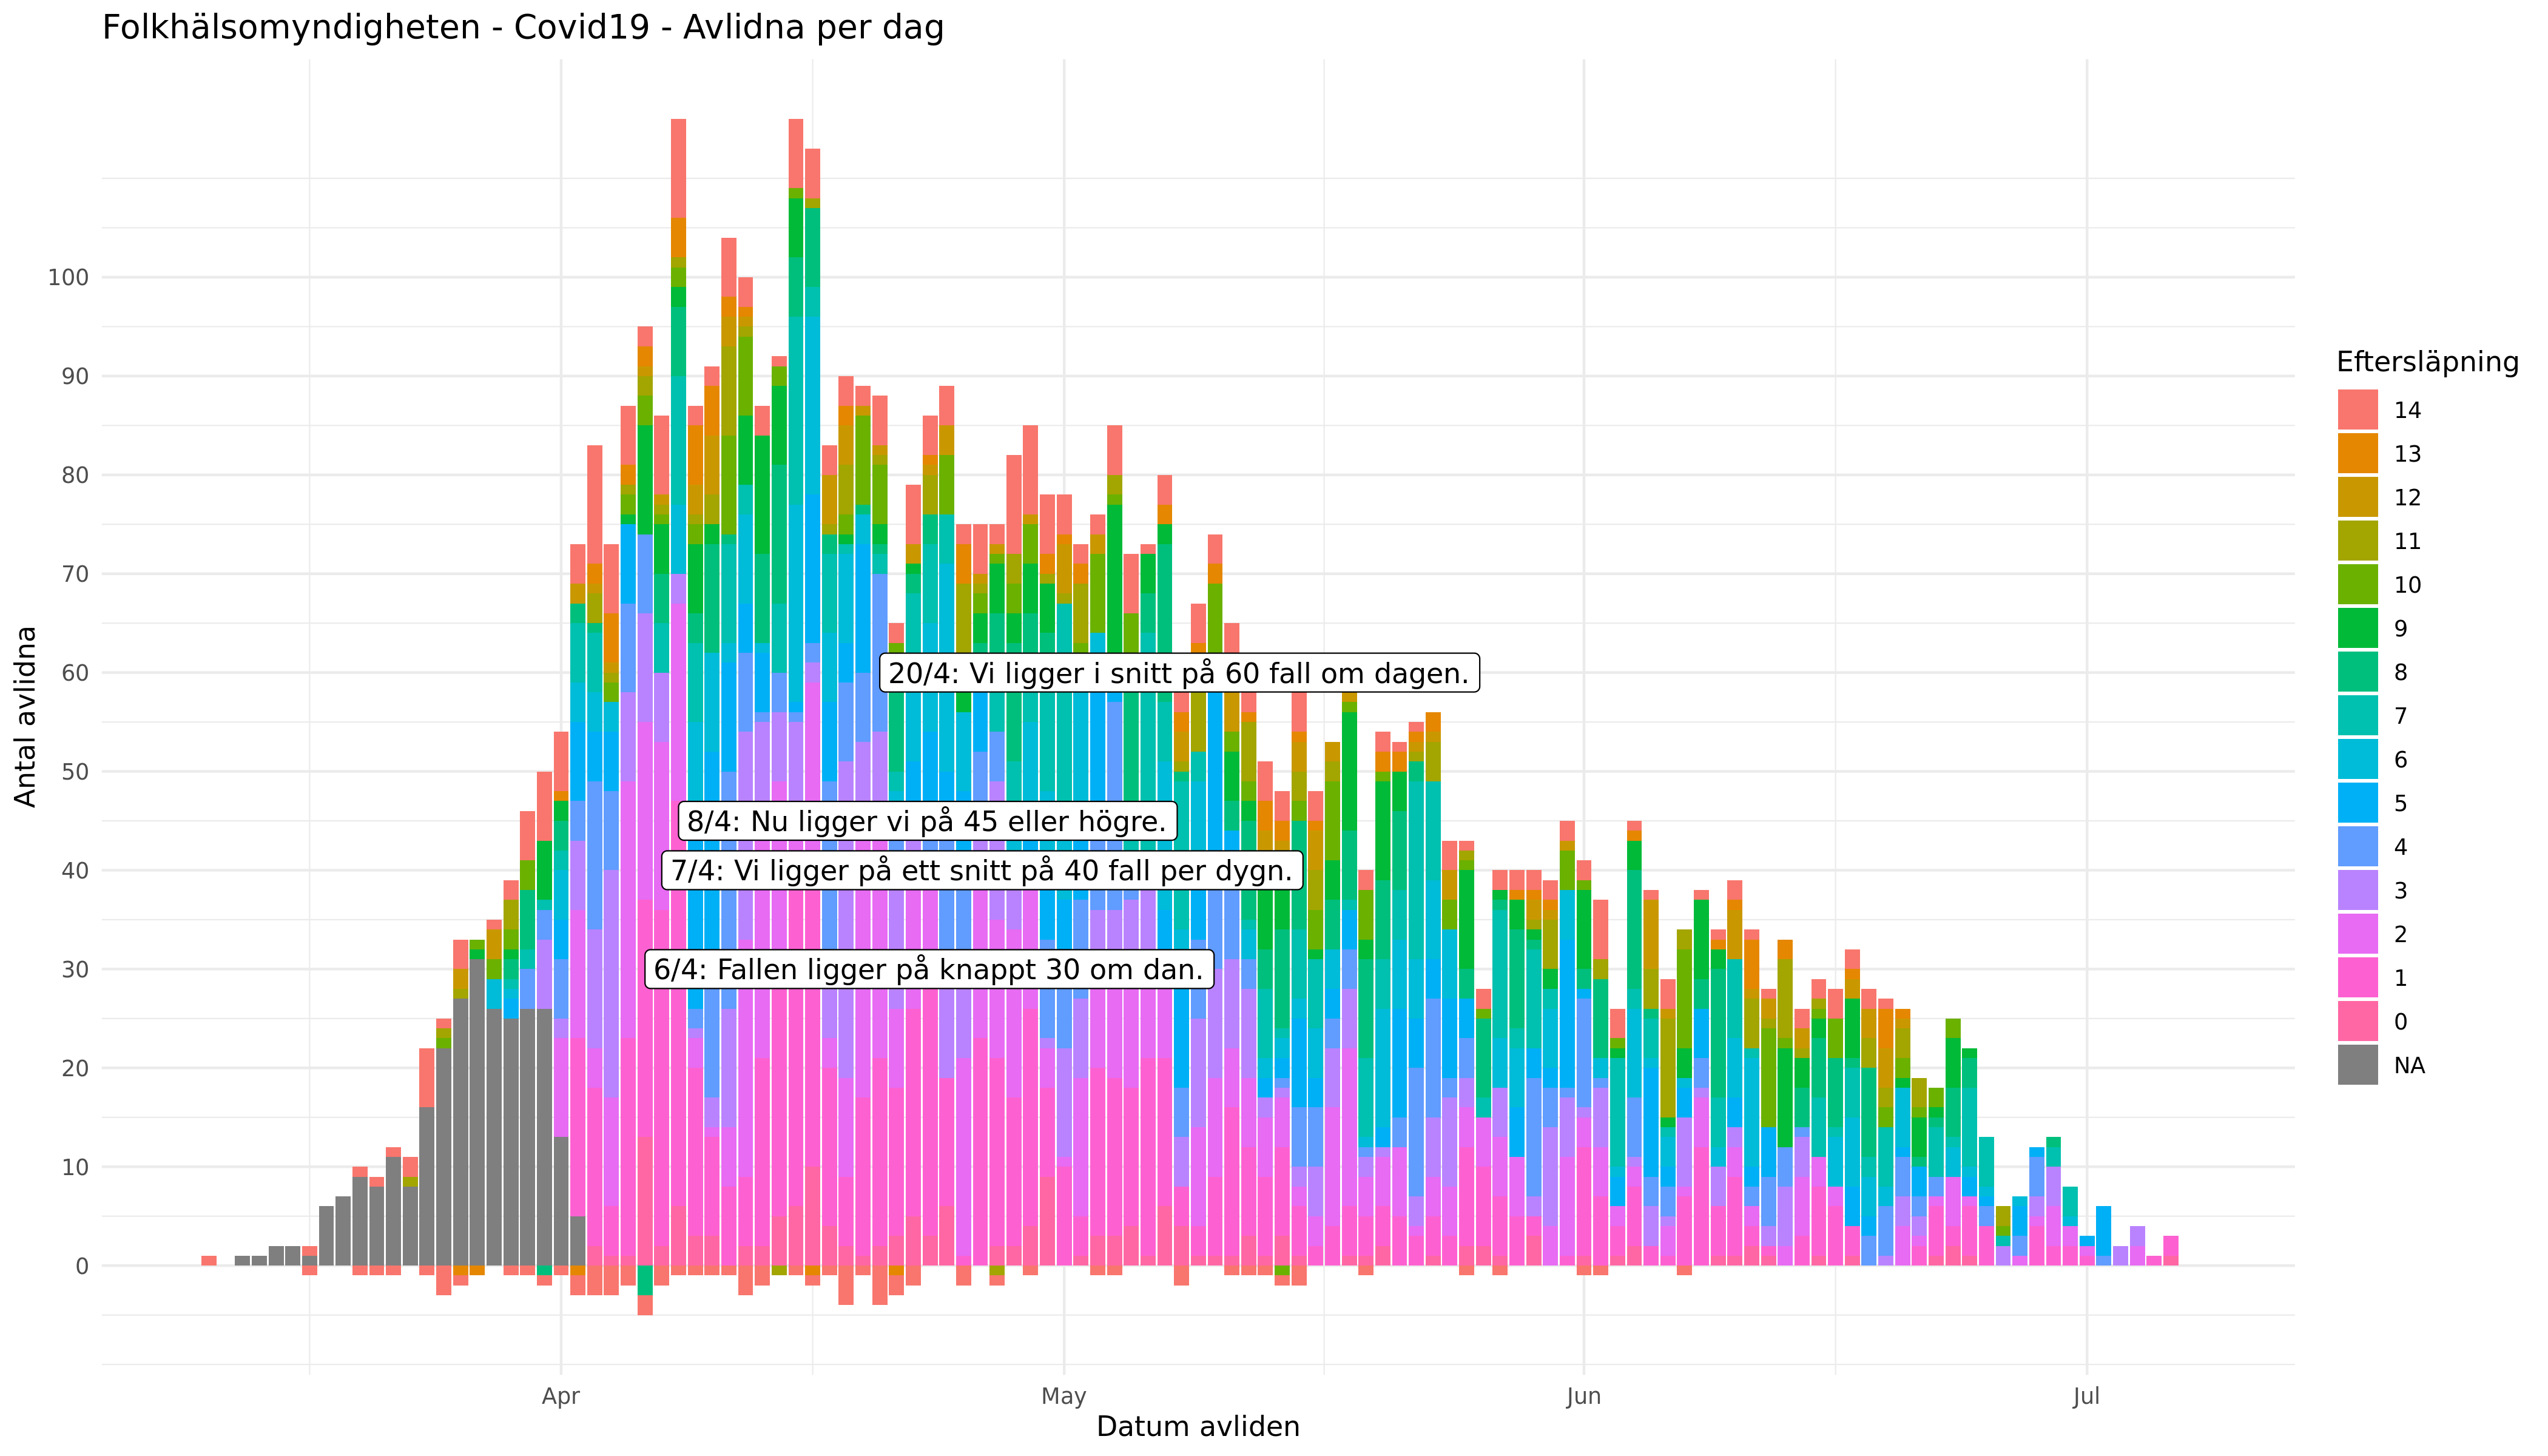 Folkhälsomyndigheten - Covid19 - Avlidna per dag
Antal avlidna
100
90
80
70
60
50
40
30
20
10
0
20/4: Vi ligger i snitt på 60 fall om dagen.
8/4: Nu ligger vi på 45 eller högre.
7/4: Vi ligger på ett snitt på 40 fall per dygn.
6/4: Fallen ligger på knappt 30 om dan.
Apr
May
Jun
Jul
Datum avliden
Eftersläpning
14
13
12
11
10
9
8
7
6
5
4
3
2
1
0
NA